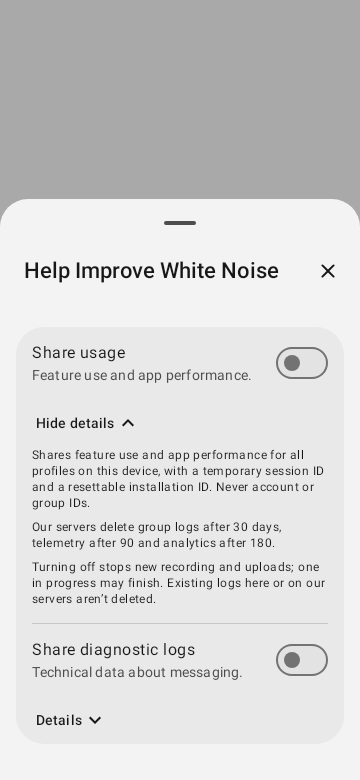 Help Improve White Noise
Share usage
Feature use and app performance.
Hide details
Shares feature use and app performance for all
profiles on this device, with a temporary session ID
and a resettable installation ID. Never account or
group IDs.
Our servers delete group logs after 30 days,
telemetry after 90 and analytics after 180.
Turning off stops new recording and uploads; one
in progress may finish. Existing logs here or on our
servers aren’t deleted.
Share diagnostic logs
Technical data about messaging.
Details